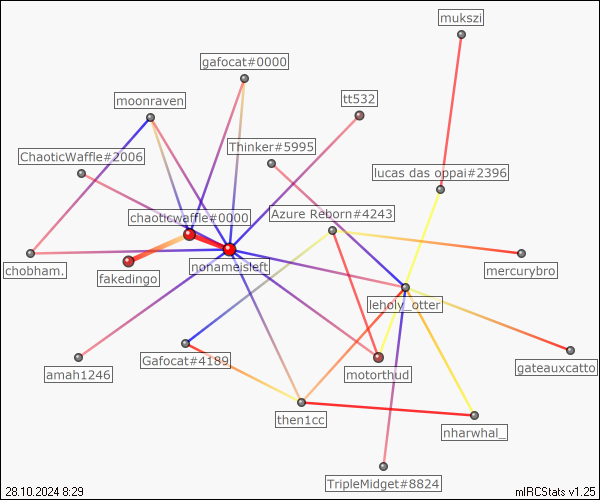 mukszi
gafocat#0000
moonraven
tt532
Thinker#5995
ChaoticWaffle#2006
lucas das oppai#2396
chaoticwaffle#0000
Azure Reborn#4243
nonameisleft
chobham.
fakedingo
mercurybro
leholy_otter
Gafocat#4189
amah1246
motorthud
gateauxcatto
then1cc
nharwhal_
TripleMidget#8824
28.10.2024 8:29
mIRCStats v1.25